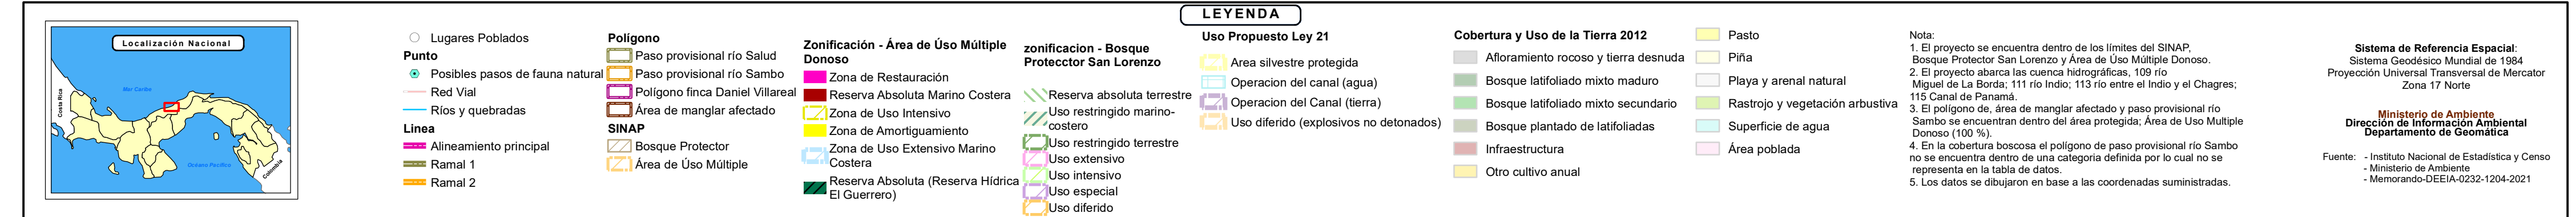 LEYENDA
Localización Nacional
Mar Caribe
Costa Rica
Océano Pacífico
Colombia
Lugares Poblados
Punto
Posibles pasos de fauna natural
Red Vial
Ríos y quebradas
Linea
Alineamiento principal
Ramal 1
Ramal 2
Polígono
Paso provisional río Salud
Paso provisional río Sambo
Polígono finca Daniel Villareal
Área de manglar afectado
SINAP
Bosque Protector
Área de Úso Múltiple
Zonificación - Área de Úso Múltiple
Donoso
Zona de Restauración
Reserva Absoluta Marino Costera
Zona de Uso Intensivo
Zona de Amortiguamiento
Zona de Uso Extensivo Marino
Costera
Reserva Absoluta (Reserva Hídrica
El Guerrero)
zonificacion - Bosque
Protecctor San Lorenzo
Reserva absoluta terrestre
Uso restringido marino-
costero
Uso restringido terrestre
Uso extensivo
Uso intensivo
Uso especial
Uso diferido
Uso Propuesto Ley 21
Area silvestre protegida
Operacion del canal (agua)
Operacion del Canal (tierra)
Uso diferido (explosivos no detonados)
Cobertura y Uso de la Tierra 2012
Afloramiento rocoso y tierra desnuda
Bosque latifoliado mixto maduro
Bosque latifoliado mixto secundario
Bosque plantado de latifoliadas
Infraestructura
Otro cultivo anual
Pasto
Piña
Playa y arenal natural
Rastrojo y vegetación arbustiva
Superficie de agua
Área poblada
Nota:
1. El proyecto se encuentra dentro de los límites del SINAP,
Bosque Protector San Lorenzo y Área de Úso Múltiple Donoso.
2. El proyecto abarca las cuenca hidrográficas, 109 río
Miguel de La Borda; 111 río Indio; 113 río entre el Indio y el Chagres;
115 Canal de Panamá.
3. El polígono de, área de manglar afectado y paso provisional río
Sambo se encuentran dentro del área protegida; Área de Uso Multiple
Donoso (100 %).
4. En la cobertura boscosa el polígono de paso provisional río Sambo
no se encuentra dentro de una categoria definida por lo cual no se
representa en la tabla de datos.
5. Los datos se dibujaron en base a las coordenadas suministradas.
Sistema de Referencia Espacial:
Sistema Geodésico Mundial de 1984
Proyección Universal Transversal de Mercator
Zona 17 Norte
Ministerio de Ambiente
Dirección de Información Ambiental
Departamento de Geomática
Fuente: - Instituto Nacional de Estadística y Censo
- Ministerio de Ambiente
- Memorando-DEEIA-0232-1204-2021